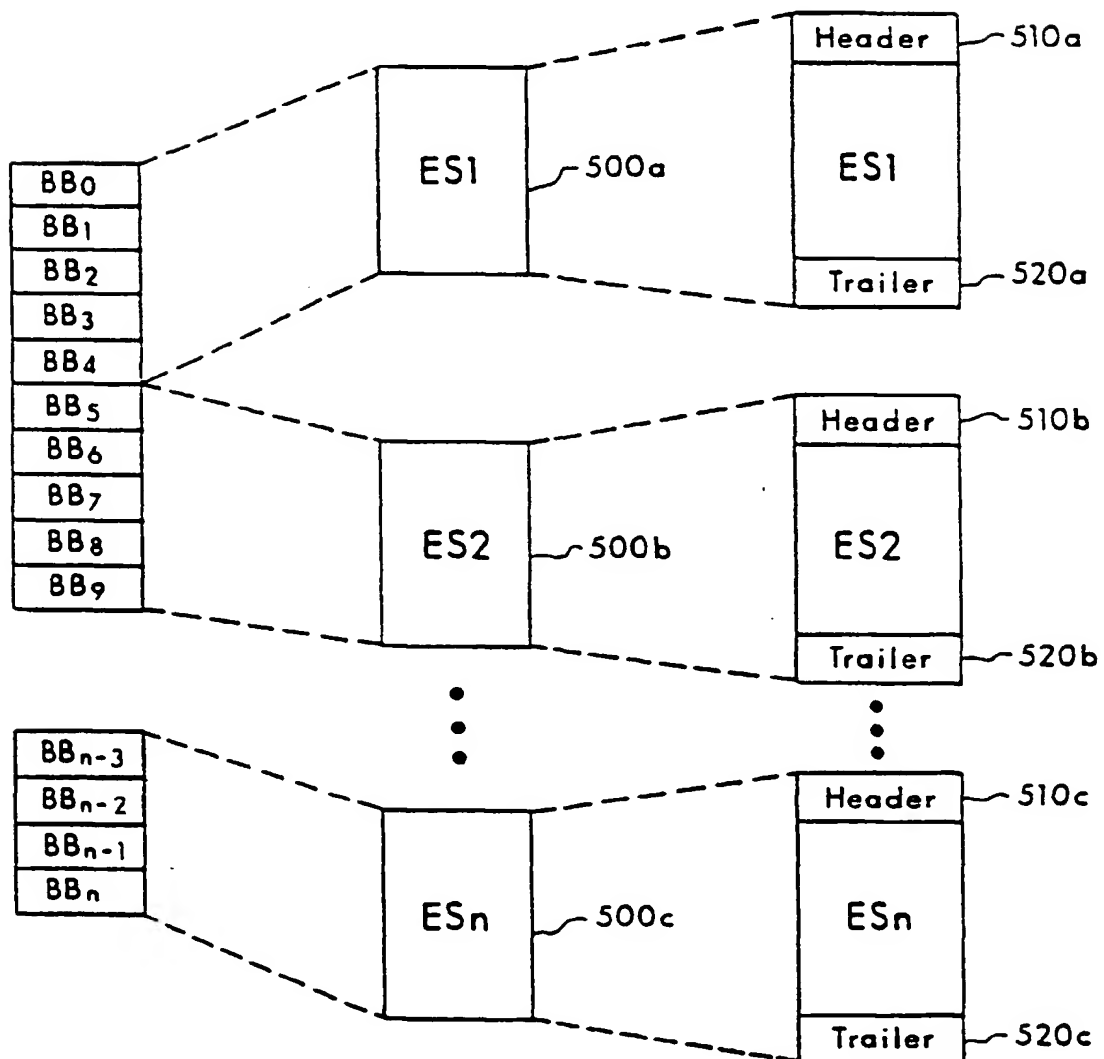 Header 510a
ES1 500a ES1
BB0
BB1
BB2
BB3
BB4
Trailer 520a
BB5
BB6
BB7
BB8
BB9
Header 510b
ES2 500b ES2
Trailer 520b
BBn-3
BBn-2
BBn-1
BBn
Header 510c
ESn 500c ESn
Trailer 520c